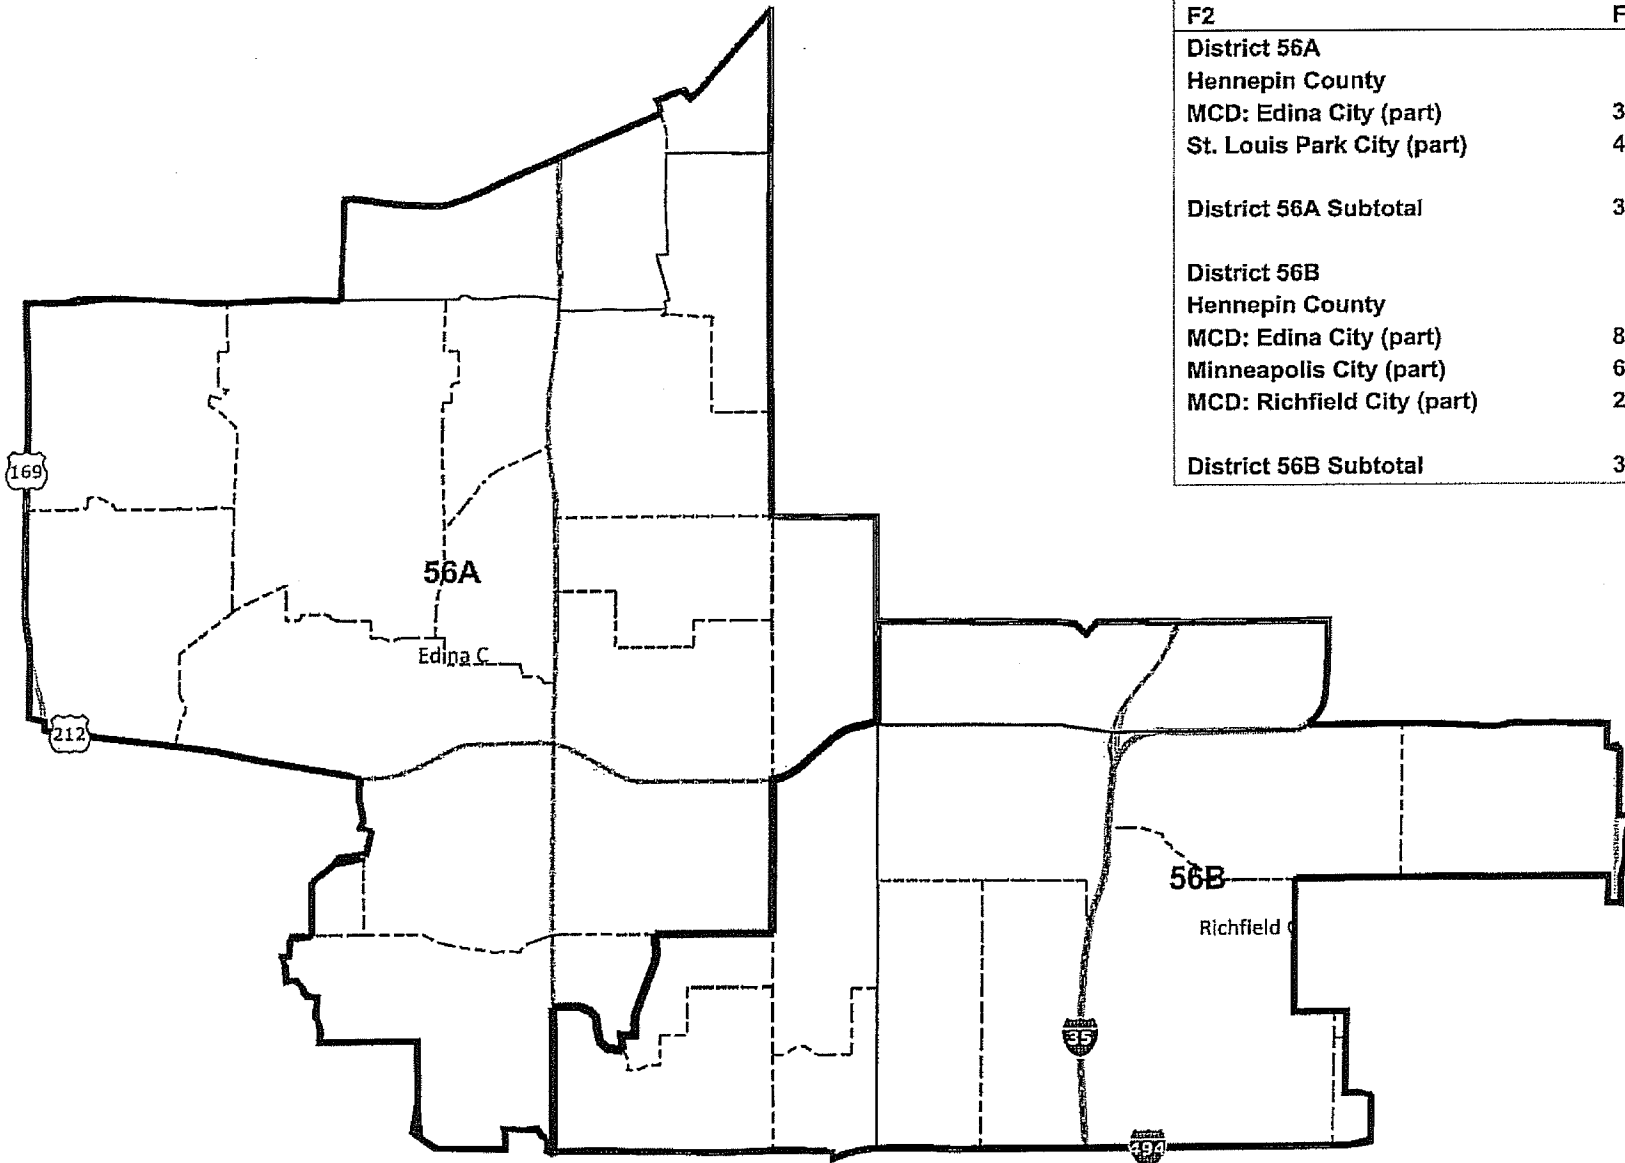 F2 F
District 56A
Hennepin County
MCD: Edina City (part) 3
St. Louis Park City (part) 4
District 56A Subtotal 3
District 56B
Hennepin County
MCD: Edina City (part) 8
Minneapolis City (part) 6
MCD: Richfield City (part) 2
District 56B Subtotal 3
169
56A
Edina C
212
56B
Richfield
35
494